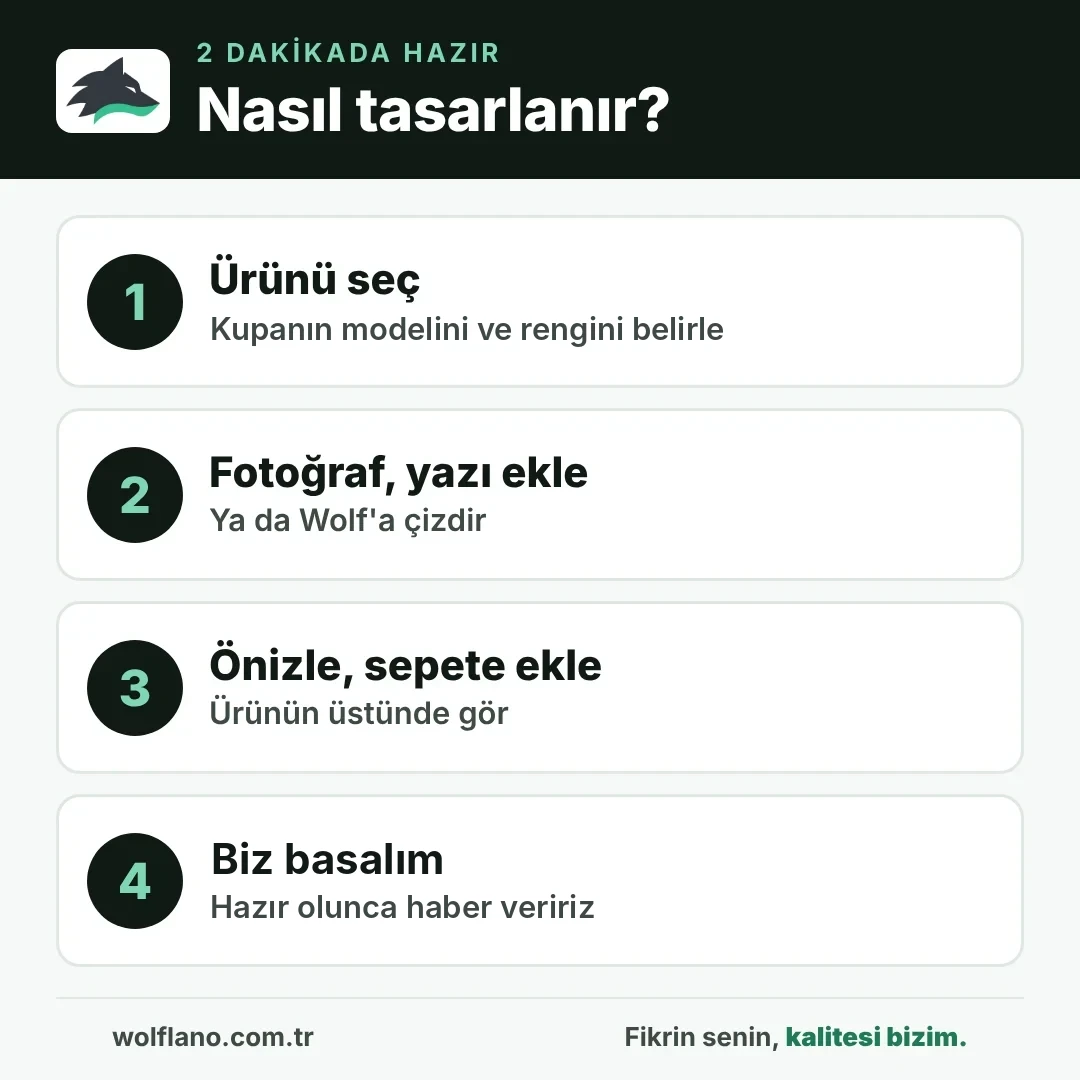 2 DAKİKADA HAZIR
Nasıl tasarlanır?
1
Ürünü seç
Kupanın modelini ve rengini belirle
2
Fotoğraf, yazı ekle
Ya da Wolf'a çizdir
3
Önizle, sepete ekle
Ürünün üstünde gör
4
Biz basalım
Hazır olunca haber veririz
wolflano.com.tr
Fikrin senin, kalitesi bizim.